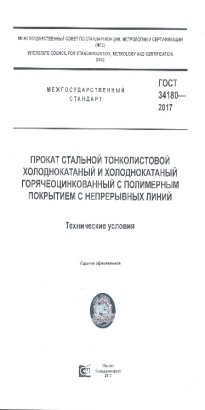 МЕЖГОСУДАРСТВЕННЫЙ СОВЕТ ПО СТАНДАРТИЗАЦИИ, МЕТРОЛОГИИ И СЕРТИФИКАЦИИ
(МГС)
INTERSTATE COUNCIL FOR STANDARDIZATION, METROLOGY AND CERTIFICATION
(ISC)
МЕЖГОСУДАРСТВЕННЫЙ
СТАНДАРТ
ГОСТ
34180—
2017
ПРОКАТ СТАЛЬНОЙ ТОНКОЛИСТОВОЙ
ХОЛОДНОКАТАНЫЙ И ХОЛОДНОКАТАНЫЙ
ГОРЯЧЕОЦИНКОВАННЫЙ С ПОЛИМЕРНЫМ
ПОКРЫТИЕМ С НЕПРЕРЫВНЫХ ЛИНИЙ
Технические условия
Издание официальное
Москва
Стандартинформ
2017